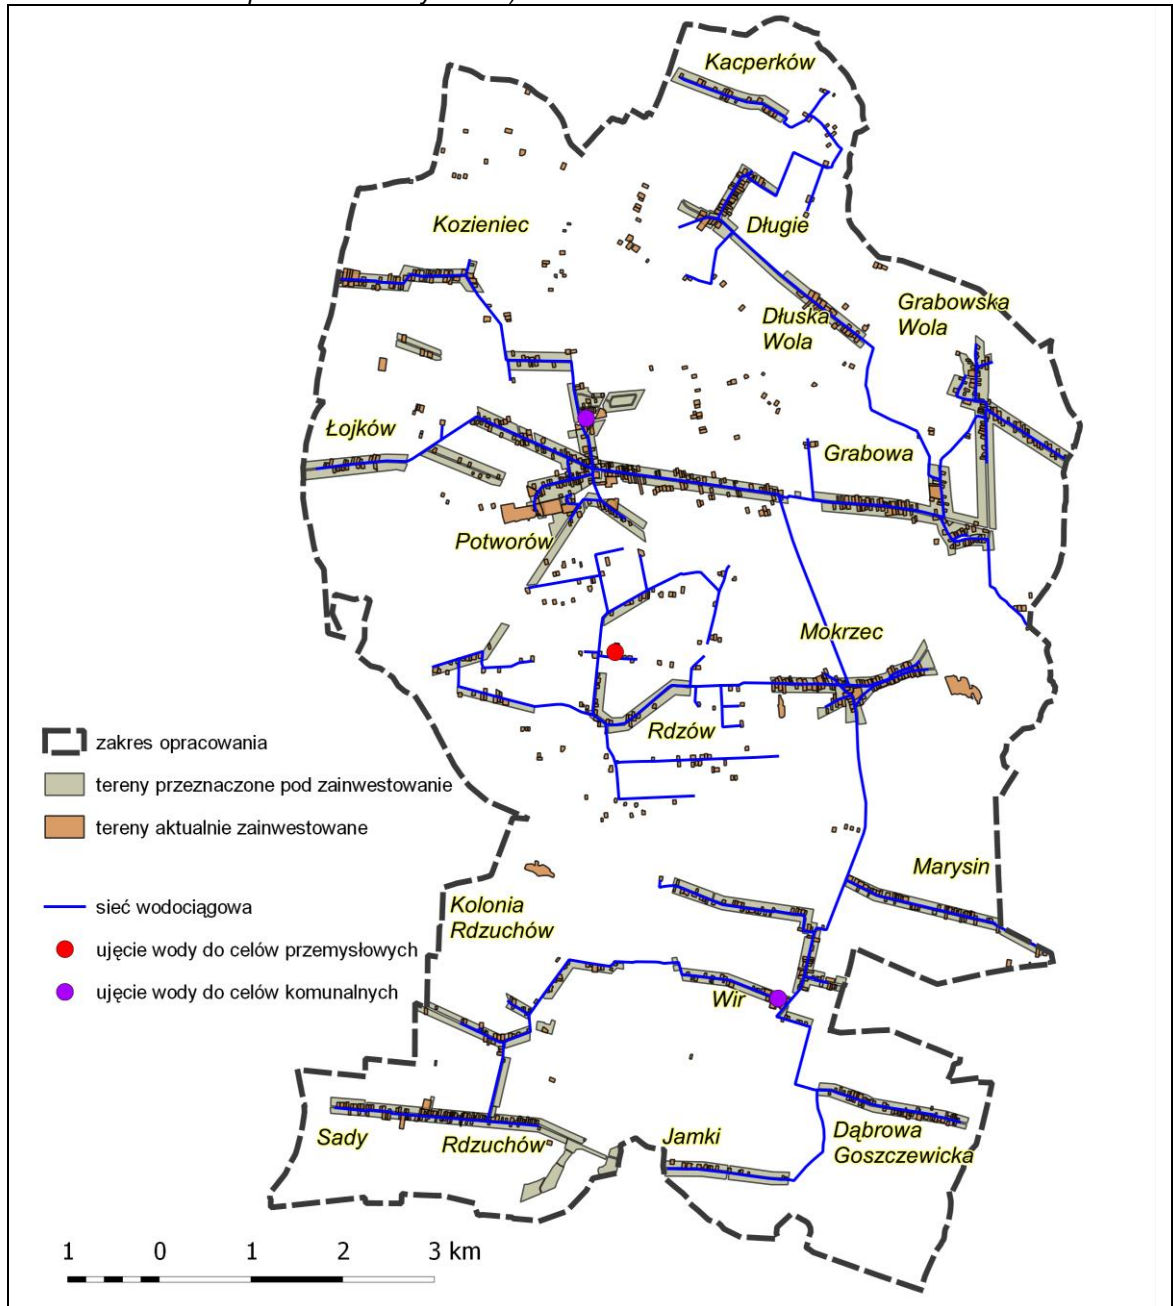 Kacperków
Kozieniec
Długie
Grabowska
Wola
Dłuska
Wola
Łojków
Grabowa
Potworów
Mokrzec
Rdzów
zakres opracowania
tereny przeznaczone pod zainwestowanie
tereny aktualnie zainwestowane
Marysin
Kolonia
Rdzuchów
sieć wodociągowa
ujęcie wody do celów przemysłowych
ujęcie wody do celów komunalnych
Wir
Sady
Rdzuchów
Jamki
Dąbrowa
Goszczewicka
1 0 1 2 3 km